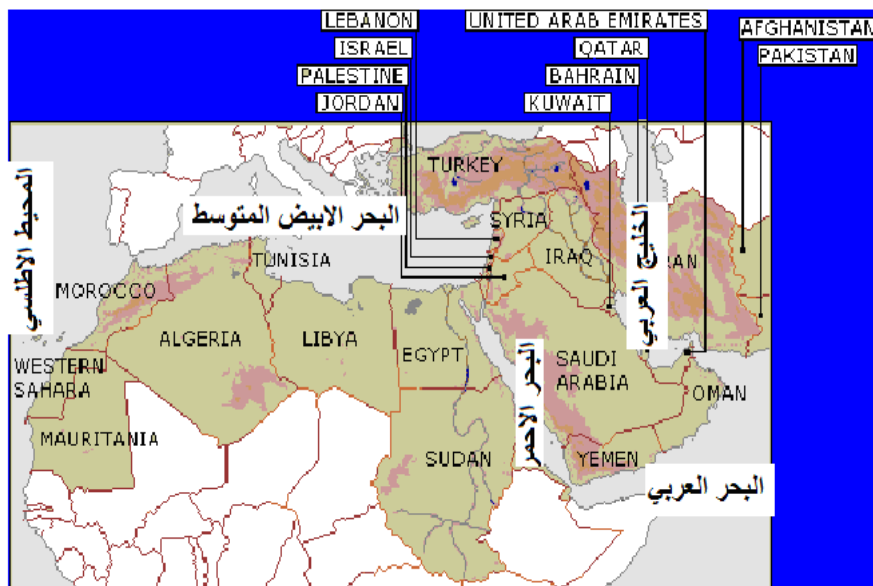 LEBANON
UNITED ARAB EMIRATES
AFGHANISTAN
ISRAEL
QATAR
PAKISTAN
PALESTINE
BAHRAIN
JORDAN
KUWAIT
TURKEY
المحيط الاطلسي
البحر الابيض المتوسط
SYRIA
الخليج العربي
TUNISIA
IRAQ
RAN
MOROCCO
ALGERIA
LIBYA
EGYPT
البحر الاحمر
SAUDI
ARABIA
WESTERN
SAHARA
OMAN
MAURITANIA
SUDAN
YEMEN
البحر العربي